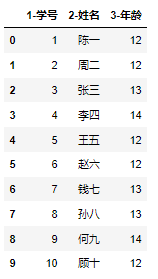 1-学号 2-姓名 3-年龄
0 1 陈一 12
1 2 周二 12
2 3 张三 13
3 4 李四 14
4 5 王五 12
5 6 赵六 12
6 7 钱七 13
7 8 孙八 13
8 9 何九 14
9 10 顾十 12